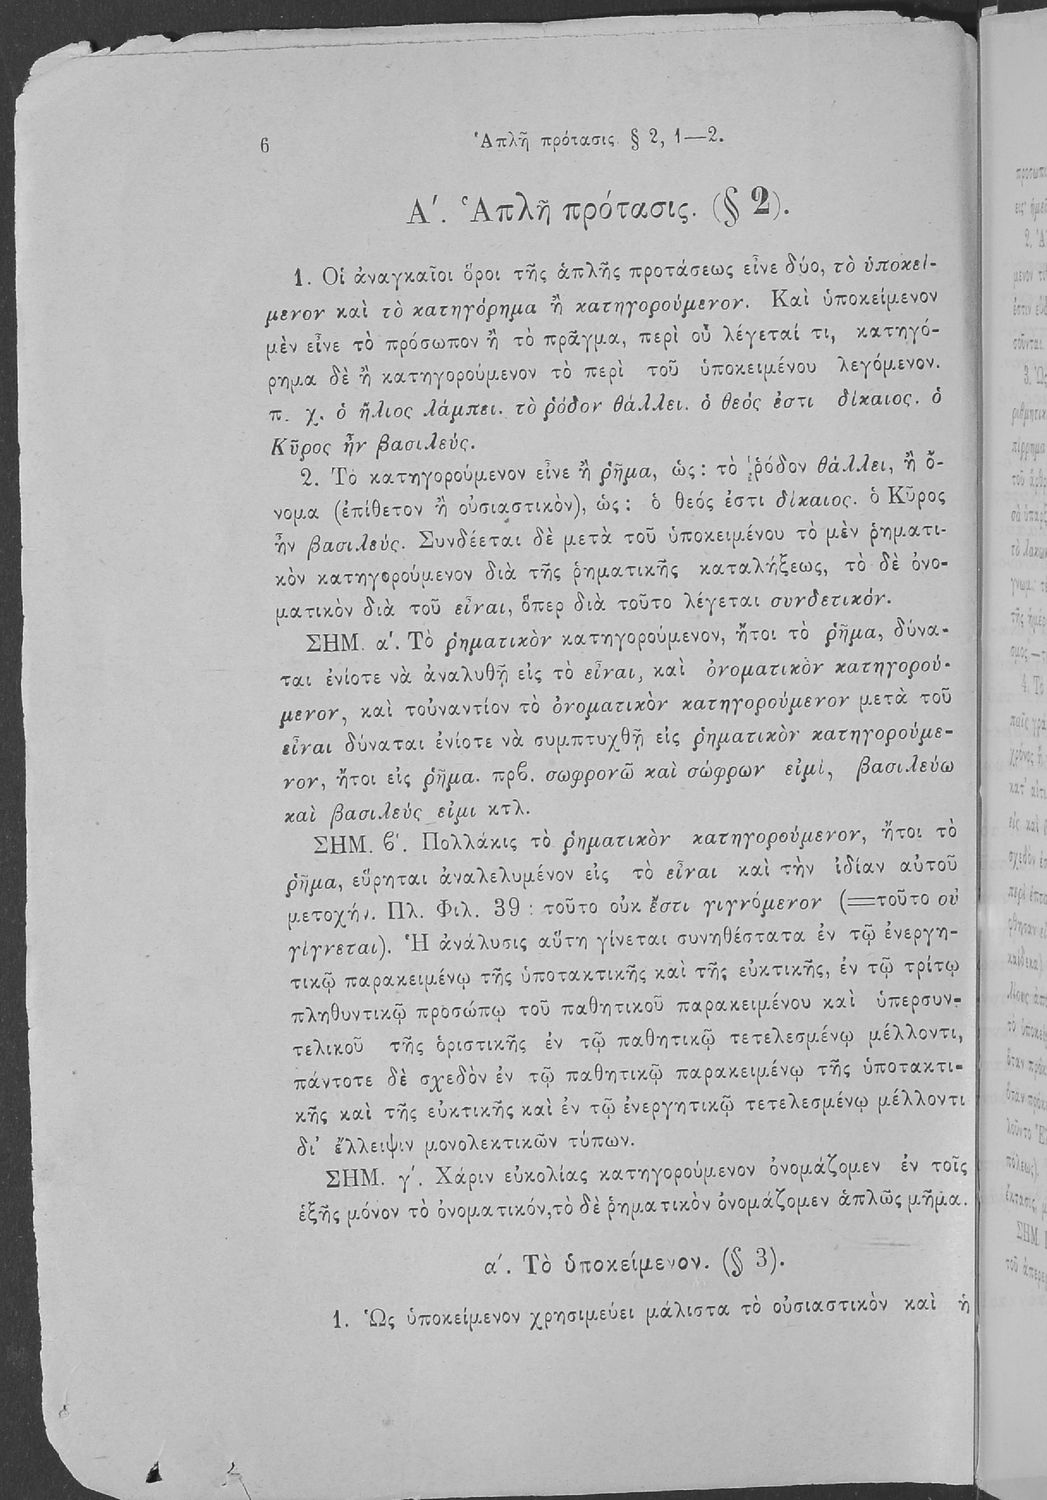 6
Ἁπλῆ πρότασις. § 2, 1—2.
Α΄. Ἁπλῆ πρότασις. (§ 2).
1. Οἱ ἀναγκαῖοι ὅροι τῆς ἁπλῆς προτάσεως εἶνε δύο, τὸ ὑποκεί-
μενον καὶ τὸ κατηγόρημα ἢ κατηγορούμενον. Καὶ ὑποκείμενον
μὲν εἶνε τὸ πρόσωπον ἢ τὸ πρᾶγμα, περὶ οὗ λέγεταί τι, κατηγό-
ρημα δὲ ἢ κατηγορούμενον τὸ περὶ τοῦ ὑποκειμένου λεγόμενον.
π. χ. ὁ ἥλιος λάμπει. τὸ ῥόδον θάλλει. ὁ θεός ἐστι δίκαιος. ὁ
Κῦρος ἦν βασιλεύς.
2. Τὸ κατηγορούμενον εἶνε ἢ ῥῆμα, ὡς: τὸ ῥόδον θάλλει, ἢ ὄ-
νομα (ἐπίθετον ἢ οὐσιαστικὸν), ὡς: ὁ θεός ἐστι δίκαιος. ὁ Κῦρος
ἦν βασιλεύς. Συνδέεται δὲ μετὰ τοῦ ὑποκειμένου τὸ μὲν ῥηματι-
κὸν κατηγορούμενον διὰ τῆς ῥηματικῆς καταλήξεως, τὸ δὲ ὀνο-
ματικὸν διὰ τοῦ εἶναι, ὅπερ διὰ τοῦτο λέγεται συνδετικόν.
ΣΗΜ. α΄. Τὸ ῥηματικὸν κατηγορούμενον, ἤτοι τὸ ῥῆμα, δύνα-
ται ἐνίοτε νὰ ἀναλυθῇ εἰς τὸ εἶναι, καὶ ὀνοματικὸν κατηγορού-
μενον, καὶ τοὐναντίον τὸ ὀνοματικὸν κατηγορούμενον μετὰ τοῦ
εἶναι δύναται ἐνίοτε νὰ συμπτυχθῇ εἰς ῥηματικὸν κατηγορούμε-
νον, ἤτοι εἰς ῥῆμα. πρϐ. σωφρονῶ καὶ σώφρων εἰμὶ, βασιλεύω
καὶ βασιλεύς εἰμι κτλ.
ΣΗΜ. ϐ΄. Πολλάκις τὸ ῥηματικὸν κατηγορούμενον, ἤτοι τὸ
ῥῆμα, εὕρηται ἀναλελυμένον εἰς τὸ εἶναι καὶ τὴν ἰδίαν αὐτοῦ
μετοχήν. Πλ. Φιλ. 39 : τοῦτο οὐκ ἔστι γιγνόμενον (=τοῦτο οὐ
γίγνεται). Ἡ ἀνάλυσις αὕτη γίνεται συνηθέστατα ἐν τῷ ἐνεργη-
τικῷ παρακειμένῳ τῆς ὑποτακτικῆς καὶ τῆς εὐκτικῆς, ἐν τῷ τρίτῳ
πληθυντικῷ προσώπῳ τοῦ παθητικοῦ παρακειμένου καὶ ὑπερσυν-
τελικοῦ τῆς ὁριστικῆς ἐν τῷ παθητικῷ τετελεσμένῳ μέλλοντι,
πάντοτε δὲ σχεδὸν ἐν τῷ παθητικῷ παρακειμένῳ τῆς ὑποτακτι-
κῆς καὶ τῆς εὐκτικῆς καὶ ἐν τῷ ἐνεργητικῷ τετελεσμένῳ μέλλοντι
δι᾽ ἔλλειψιν μονολεκτικῶν τύπων.
ΣΗΜ. γ΄. Χάριν εὐκολίας κατηγορούμενον ὀνομάζομεν ἐν τοῖς
ἑξῆς μόνον τὸ ὀνοματικόν, τὸ δὲ ῥηματικὸν ὀνομάζομεν ἁπλῶς μῆμα.
α΄. Τὸ ὑποκείμενον. (§ 3).
1. Ὡς ὑποκείμενον χρησιμεύει μάλιστα τὸ οὐσιαστικὸν καὶ ἡ